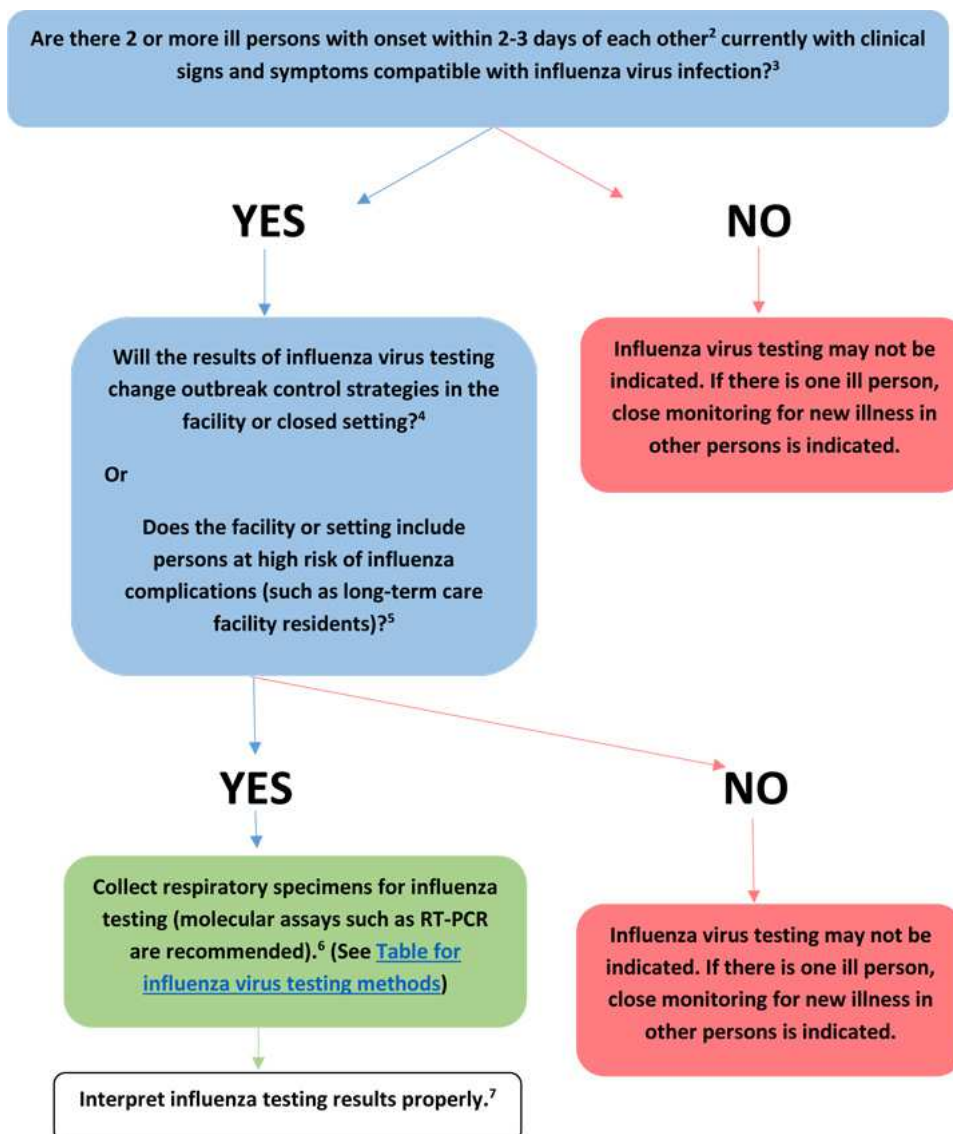 Are there 2 or more ill persons with onset within 2-3 days of each other² currently with clinical
signs and symptoms compatible with influenza virus infection?³
YES
NO
Will the results of influenza virus testing
change outbreak control strategies in the
facility or closed setting?⁴
Or
Does the facility or setting include
persons at high risk of influenza
complications (such as long-term care
facility residents)?⁵
Influenza virus testing may not be
indicated. If there is one ill person,
close monitoring for new illness in
other persons is indicated.
YES
NO
Collect respiratory specimens for influenza
testing (molecular assays such as RT-PCR
are recommended).⁶ (See Table for
influenza virus testing methods)
Influenza virus testing may not be
indicated. If there is one ill person,
close monitoring for new illness in
other persons is indicated.
Interpret influenza testing results properly.⁷